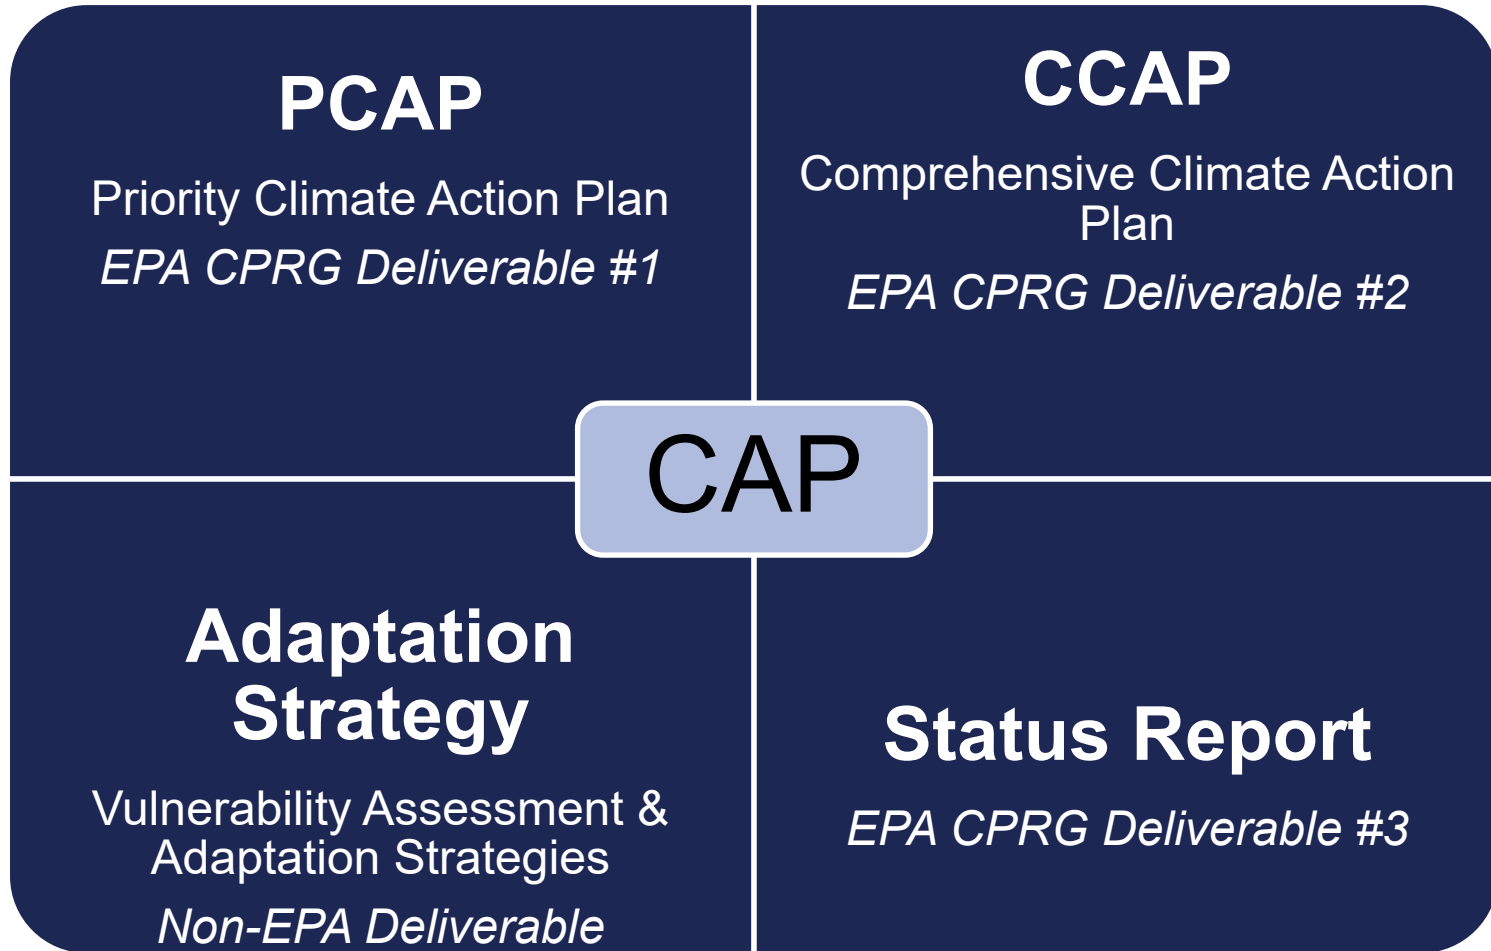 PCAP
Priority Climate Action Plan
EPA CPRG Deliverable #1
CCAP
Comprehensive Climate Action
Plan
EPA CPRG Deliverable #2
CAP
Adaptation
Strategy
Vulnerability Assessment &
Adaptation Strategies
Non-EPA Deliverable
Status Report
EPA CPRG Deliverable #3